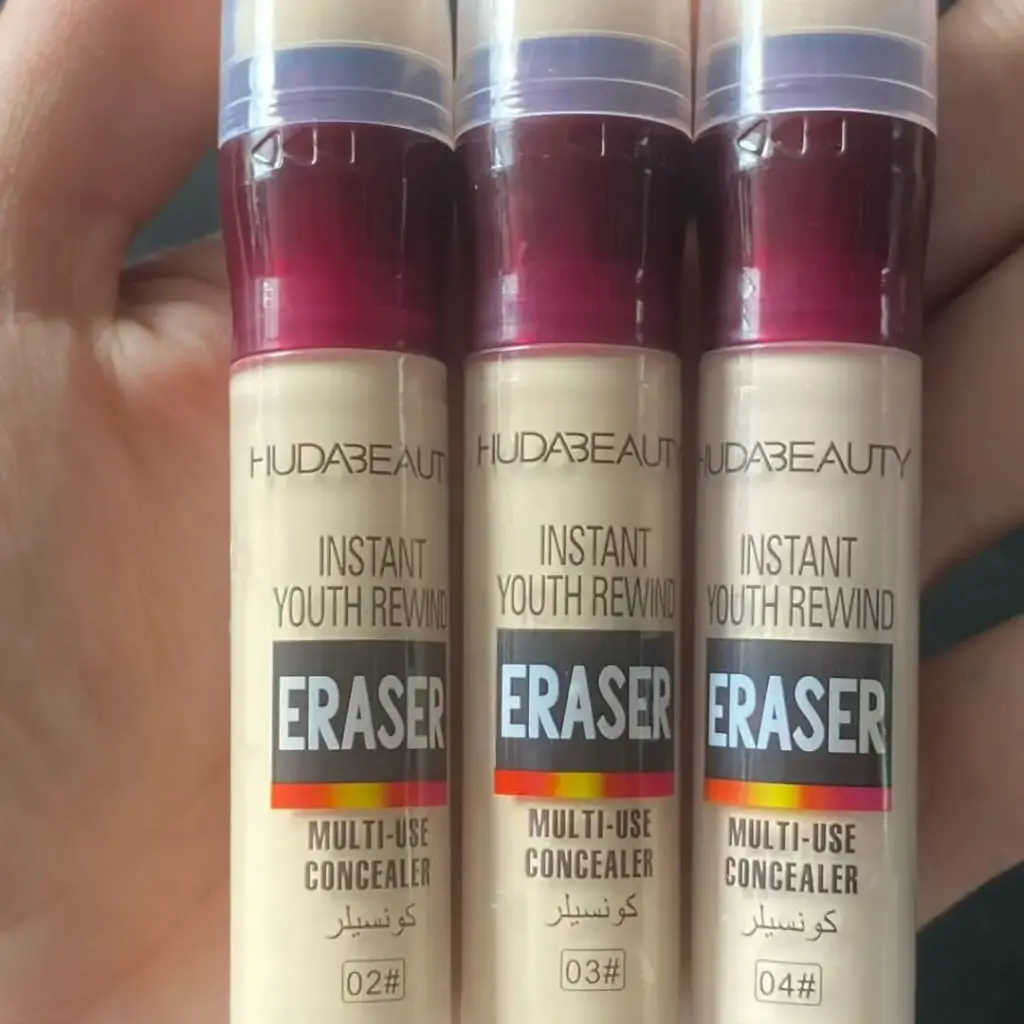 HUDABEAUT
INSTANT
YOUTH REWIND
ERASER
MULTI-USE
CONCEALER
كونسيلر
02#
HUDABEAUTY
INSTANT
YOUTH REWIND
ERASER
MULTI-USE
CONCEALER
كونسيلر
03#
HUDABEAUTY
INSTANT
YOUTH REWIND
ERASER
MULTI-USE
CONCEALER
كونسيلر
04#